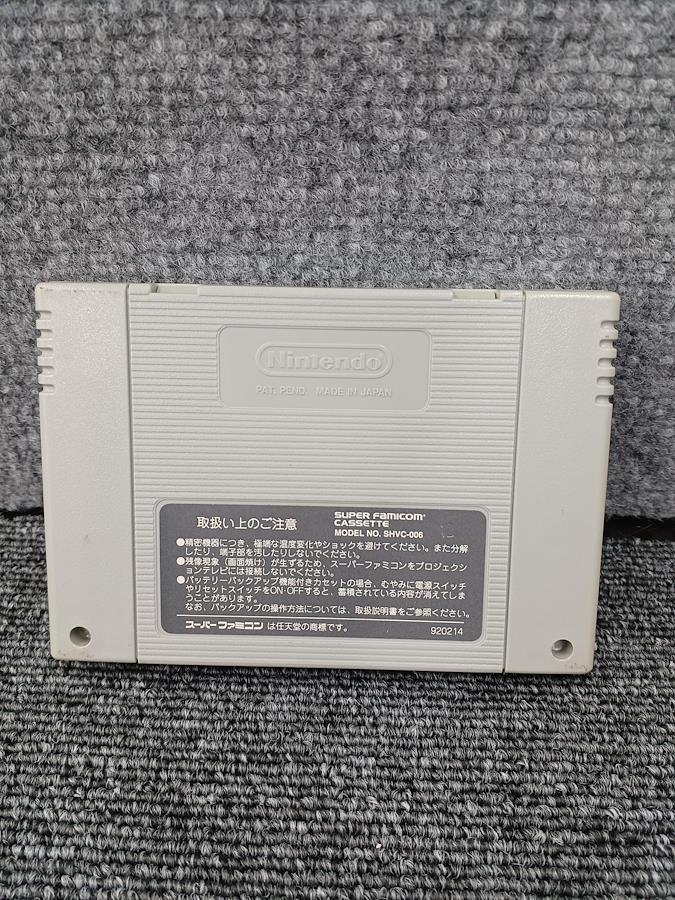 Nintendo
PAT. PEND. MADE IN JAPAN
取扱い上のご注意
SUPER FAMICOM
CASSETTE
MODEL NO. SHVC-006
●精密機器につき、極端な温度変化やショックを避けてください。また分解
したり、端子部を汚したりしないでください。
●残像現象（画面焼け）が生ずるため、スーパーファミコンをプロジェクシ
ョンテレビには接続しないでください。
●バッテリーバックアップ機能付きカセットの場合、むやみに電源スイッチ
やリセットスイッチをON・OFFすると、蓄積されている内容が消えてしま
うことがあります。
なお、バックアップの操作方法については、取扱説明書をご参照ください。
スーパーファミコン は任天堂の商標です。
920214